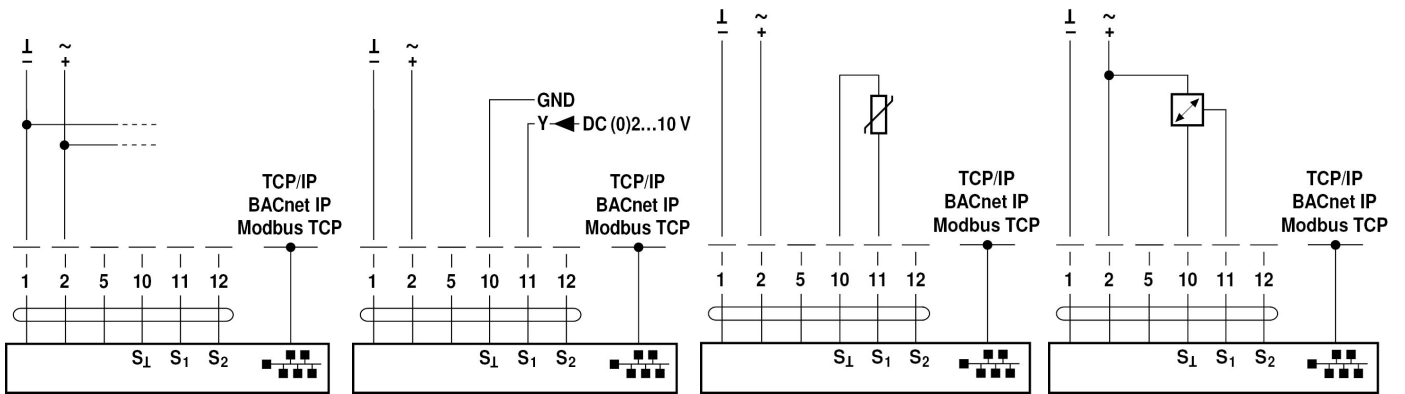 ⊥ ~
– +
TCP/IP
BACnet IP
Modbus TCP
1 2 5 10 11 12
S⊥ S1 S2
⊥ ~
– +
GND
Y DC (0)2...10 V
TCP/IP
BACnet IP
Modbus TCP
1 2 5 10 11 12
S⊥ S1 S2
⊥ ~
– +
TCP/IP
BACnet IP
Modbus TCP
1 2 5 10 11 12
S⊥ S1 S2
⊥ ~
– +
TCP/IP
BACnet IP
Modbus TCP
1 2 5 10 11 12
S⊥ S1 S2